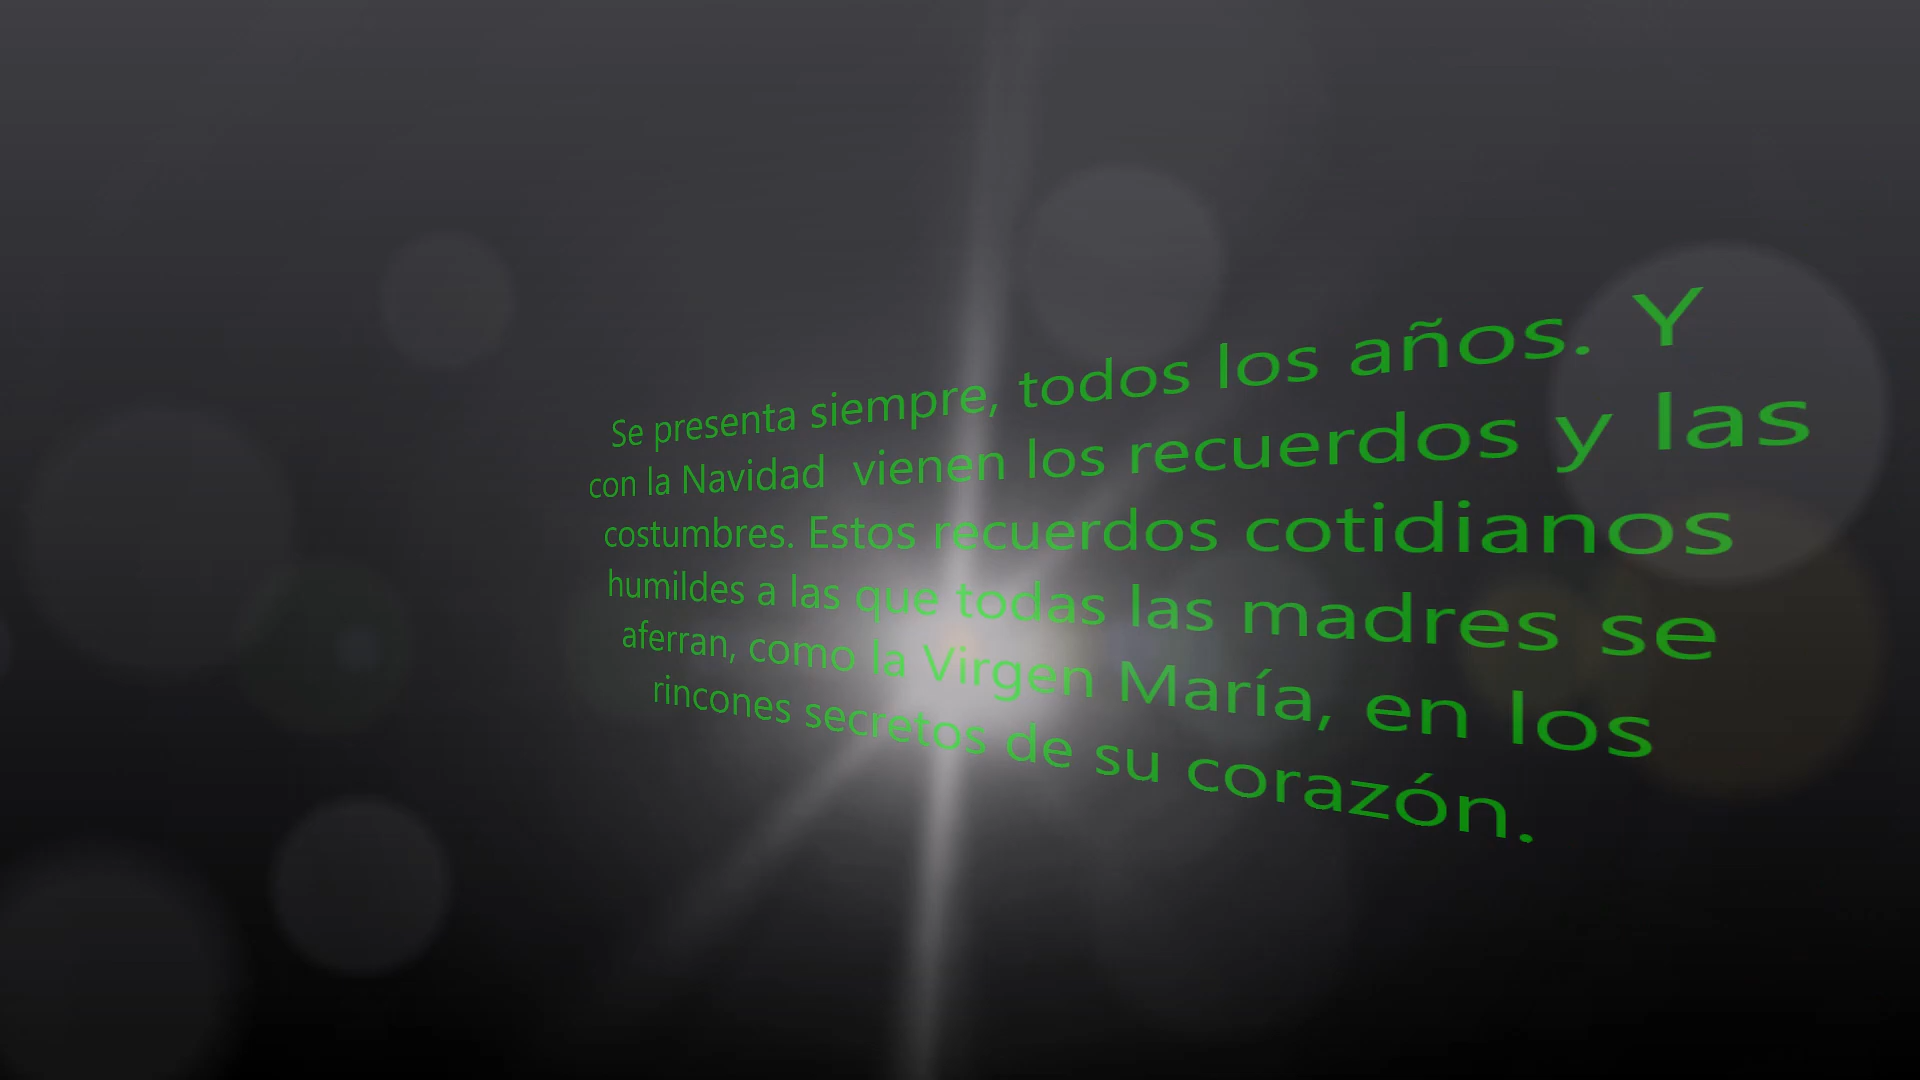 Se presenta siempre, todos los años. Y
con la Navidad  vienen los recuerdos y las
costumbres. Estos recuerdos cotidianos
humildes a las que todas las madres se
aferran, como la Virgen María, en los
rincones secretos de su corazón.